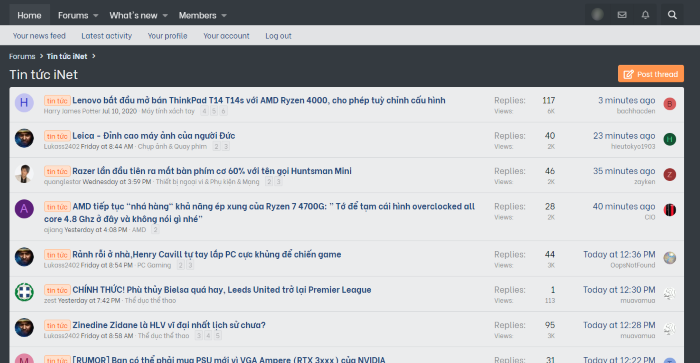 Home Forums What's new Members
Your news feed Latest activity Your profile Your account Log out
Forums > Tin tức iNet
Tin tức iNet
Post thread
H tin tức Lenovo bắt đầu mở bán ThinkPad T14 T14s với AMD Ryzen 4000, cho phép tuỳ chỉnh cấu hình Replies: 117 3 minutes ago B
Harry James Potter Jul 10, 2020 · Máy tính xách tay 4 5 6 Views: 6K bachhacden
tin tức Leica - Đỉnh cao máy ảnh của người Đức Replies: 40 23 minutes ago H
Lukass2402 Friday at 8:44 AM · Chụp ảnh & Quay phim 2 3 Views: 2K hieutokyo1903
tin tức Razer lần đầu tiên ra mắt bàn phím cơ 60% với tên gọi Huntsman Mini Replies: 46 35 minutes ago Z
quanglestor Wednesday at 3:59 PM · Thiết bị ngoại vi & Phụ kiện & Mạng 2 3 Views: 2K zayken
A tin tức AMD tiếp tục "nhá hàng" khả năng ép xung của Ryzen 7 4700G: " Tớ để tạm cái hình overclocked all Replies: 28 40 minutes ago
core 4.8 Ghz ở đây và không nói gì nhé" Views: 2K CIO
ajlang Yesterday at 4:08 PM · AMD 2
tin tức Rảnh rỗi ở nhà,Henry Cavill tự tay lắp PC cực khủng để chiến game Replies: 44 Today at 12:36 PM
Lukass2402 Friday at 8:54 PM · PC Gaming 2 3 Views: 3K OopsNotFound
tin tức CHÍNH THỨC! Phù thủy Bielsa quá hay, Leeds United trở lại Premier League Replies: 1 Today at 12:30 PM
zest Yesterday at 7:42 PM · Thể dục thể thao Views: 113 muavamua
tin tức Zinedine Zidane là HLV vĩ đại nhất lịch sử chưa? Replies: 95 Today at 12:28 PM
Lukass2402 Friday at 8:58 AM · Thể dục thể thao 3 4 5 Views: 3K muavamua
M tin tức [RUMOR] Bạn có thể phải mua PSU mới vì VGA Ampere (RTX 3xxx) của NVIDIA Replies: 31 Today at 12:22 PM